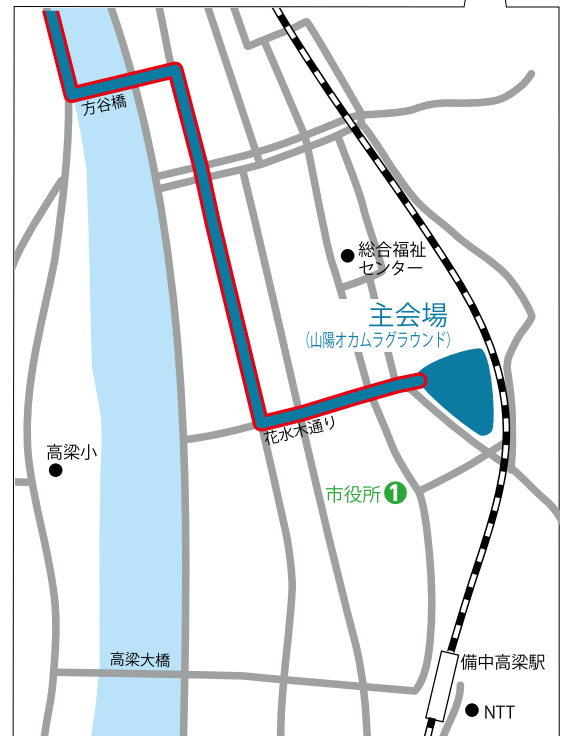 方谷橋
総合福祉
センター
主会場
(山陽オカムラグラウンド)
花水木通り
高梁小
市役所 1
高梁大橋
備中高梁駅
NTT